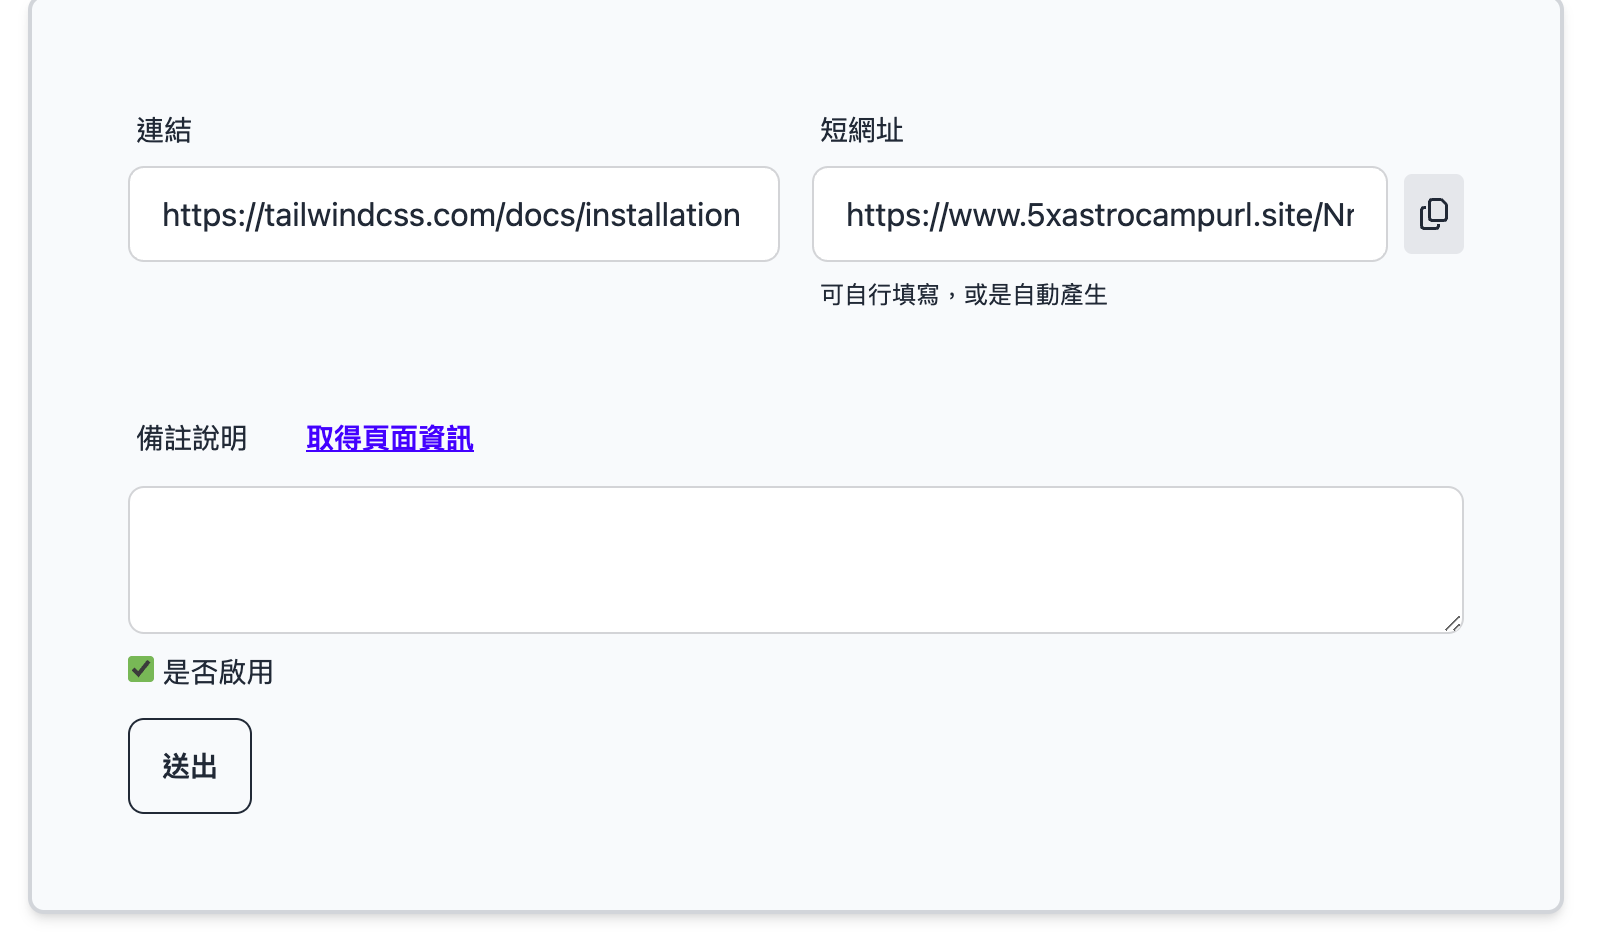 連結
短網址
https://tailwindcss.com/docs/installation
https://www.5xastrocampurl.site/Nr
可自行填寫，或是自動產生
備註說明 取得頁面資訊
是否啟用
送出